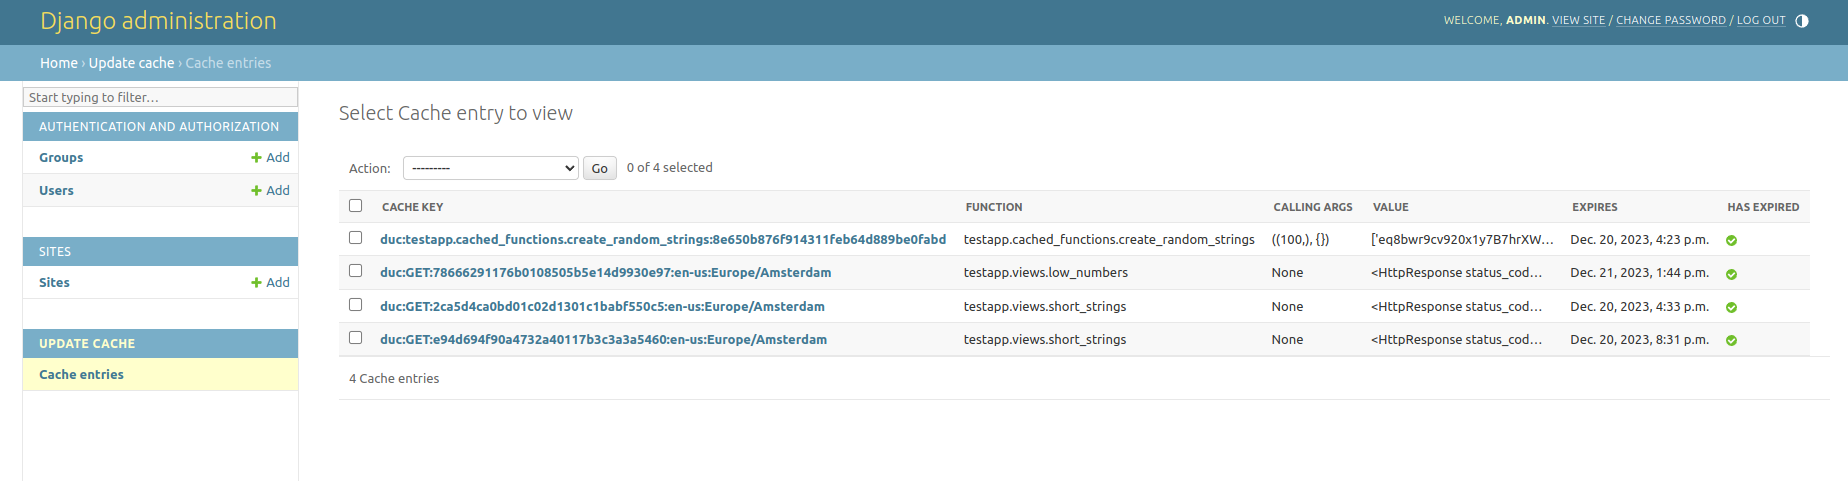 Django administration
WELCOME, ADMIN. VIEW SITE / CHANGE PASSWORD / LOG OUT
Home › Update cache › Cache entries
Start typing to filter…
AUTHENTICATION AND AUTHORIZATION
Groups Add
Users Add
SITES
Sites Add
UPDATE CACHE
Cache entries
Select Cache entry to view
Action: --------- Go 0 of 4 selected
CACHE KEY FUNCTION CALLING ARGS VALUE EXPIRES HAS EXPIRED
duc:testapp.cached_functions.create_random_strings:8e650b876f914311feb64d889be0fabd testapp.cached_functions.create_random_strings ((100,), {}) ['eq8bwr9cv920x1y7B7hrXW… Dec. 20, 2023, 4:23 p.m.
duc:GET:78666291176b0108505b5e14d9930e97:en-us:Europe/Amsterdam testapp.views.low_numbers None <HttpResponse status_cod… Dec. 21, 2023, 1:44 p.m.
duc:GET:2ca5d4ca0bd01c02d1301c1babf550c5:en-us:Europe/Amsterdam testapp.views.short_strings None <HttpResponse status_cod… Dec. 20, 2023, 4:33 p.m.
duc:GET:e94d694f90a4732a40117b3c3a3a5460:en-us:Europe/Amsterdam testapp.views.short_strings None <HttpResponse status_cod… Dec. 20, 2023, 8:31 p.m.
4 Cache entries